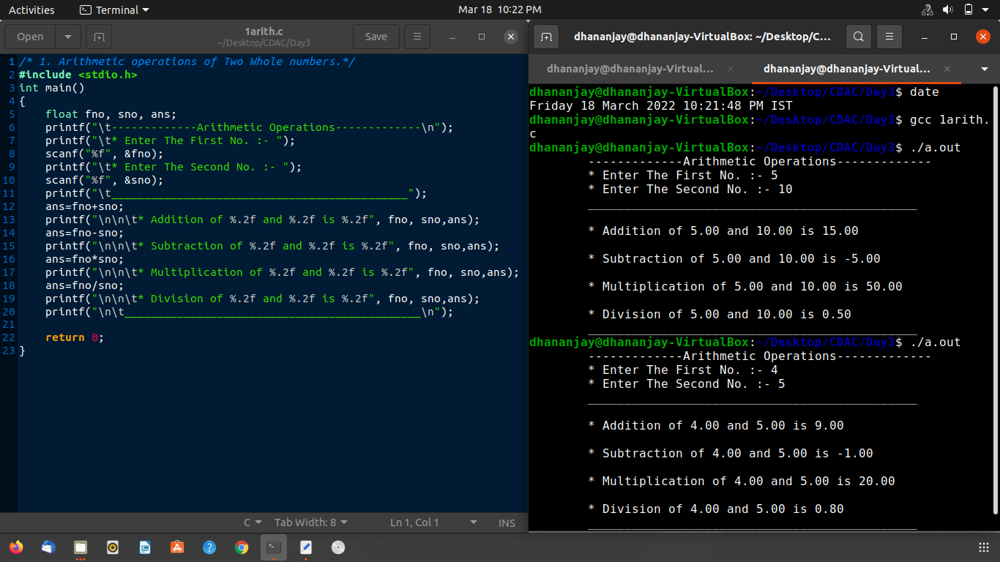 Activities Terminal Mar 18 10:22 PM
Open 1arith.c Save
~/Desktop/CDAC/Day3
1 /* 1. Arithmetic operations of Two Whole numbers.*/
2 #include <stdio.h>
3 int main()
4 {
5     float fno, sno, ans;
6     printf("\t-------------Arithmetic Operations-------------\n");
7     printf("\t* Enter The First No. :- ");
8     scanf("%f", &fno);
9     printf("\t* Enter The Second No. :- ");
10     scanf("%f", &sno);
11     printf("\t_____________________________________________");
12     ans=fno+sno;
13     printf("\n\n\t* Addition of %.2f and %.2f is %.2f", fno, sno,ans);
14     ans=fno-sno;
15     printf("\n\n\t* Subtraction of %.2f and %.2f is %.2f", fno, sno,ans);
16     ans=fno*sno;
17     printf("\n\n\t* Multiplication of %.2f and %.2f is %.2f", fno, sno,ans);
18     ans=fno/sno;
19     printf("\n\n\t* Division of %.2f and %.2f is %.2f", fno, sno,ans);
20     printf("\n\t_____________________________________________\n");
21
22     return 0;
23 }
C Tab Width: 8 Ln 1, Col 1 INS
dhananjay@dhananjay-VirtualBox: ~/Desktop/C...
dhananjay@dhananjay-Virtual... dhananjay@dhananjay-Virtual...
dhananjay@dhananjay-VirtualBox:~/Desktop/CDAC/Day3$ date
Friday 18 March 2022 10:21:48 PM IST
dhananjay@dhananjay-VirtualBox:~/Desktop/CDAC/Day3$ gcc 1arith.
c
dhananjay@dhananjay-VirtualBox:~/Desktop/CDAC/Day3$ ./a.out
-------------Arithmetic Operations-------------
* Enter The First No. :- 5
* Enter The Second No. :- 10
_____________________________________________
* Addition of 5.00 and 10.00 is 15.00
* Subtraction of 5.00 and 10.00 is -5.00
* Multiplication of 5.00 and 10.00 is 50.00
* Division of 5.00 and 10.00 is 0.50
_____________________________________________
dhananjay@dhananjay-VirtualBox:~/Desktop/CDAC/Day3$ ./a.out
-------------Arithmetic Operations-------------
* Enter The First No. :- 4
* Enter The Second No. :- 5
_____________________________________________
* Addition of 4.00 and 5.00 is 9.00
* Subtraction of 4.00 and 5.00 is -1.00
* Multiplication of 4.00 and 5.00 is 20.00
* Division of 4.00 and 5.00 is 0.80
_____________________________________________